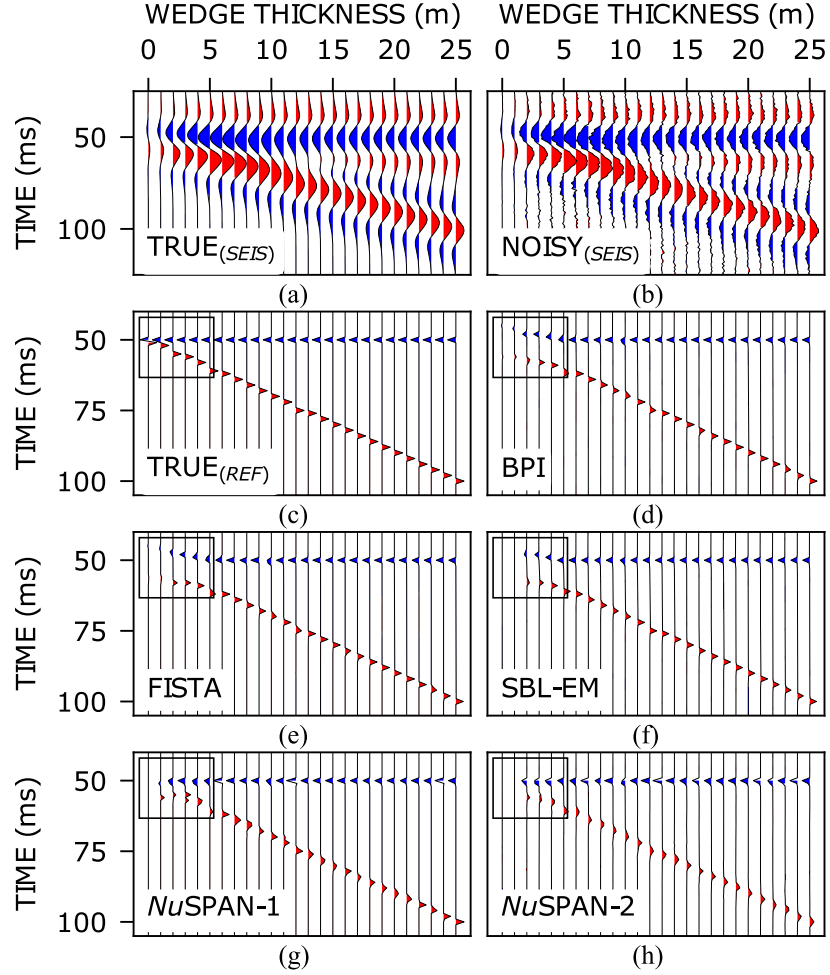 WEDGE THICKNESS (m) WEDGE THICKNESS (m)
0 5 10 15 20 25 0 5 10 15 20 25
TIME (ms)
50
100
TRUE(SEIS)
NOISY(SEIS)
(a) (b)
TIME (ms)
50
75
100
TRUE(REF)
BPI
(c) (d)
TIME (ms)
50
75
100
FISTA
SBL-EM
(e) (f)
TIME (ms)
50
75
100
NuSPAN-1
NuSPAN-2
(g) (h)